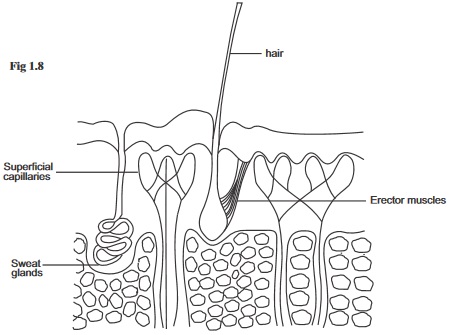 hair
Fig 1.8
Superficial
capillaries
Erector muscles
Sweat
glands